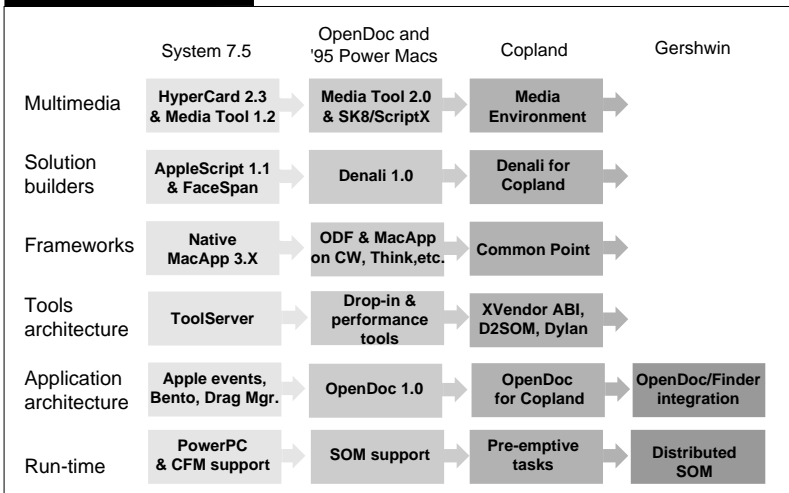 System 7.5
OpenDoc and
'95 Power Macs
Copland
Gershwin
Multimedia
HyperCard 2.3
& Media Tool 1.2
Media Tool 2.0
& SK8/ScriptX
Media
Environment
Solution
builders
AppleScript 1.1
& FaceSpan
Denali 1.0
Denali for
Copland
Frameworks
Native
MacApp 3.X
ODF & MacApp
on CW, Think,etc.
Common Point
Tools
architecture
ToolServer
Drop-in &
performance
tools
XVendor ABI,
D2SOM, Dylan
Application
architecture
Apple events,
Bento, Drag Mgr.
OpenDoc 1.0
OpenDoc
for Copland
OpenDoc/Finder
integration
Run-time
PowerPC
& CFM support
SOM support
Pre-emptive
tasks
Distributed
SOM